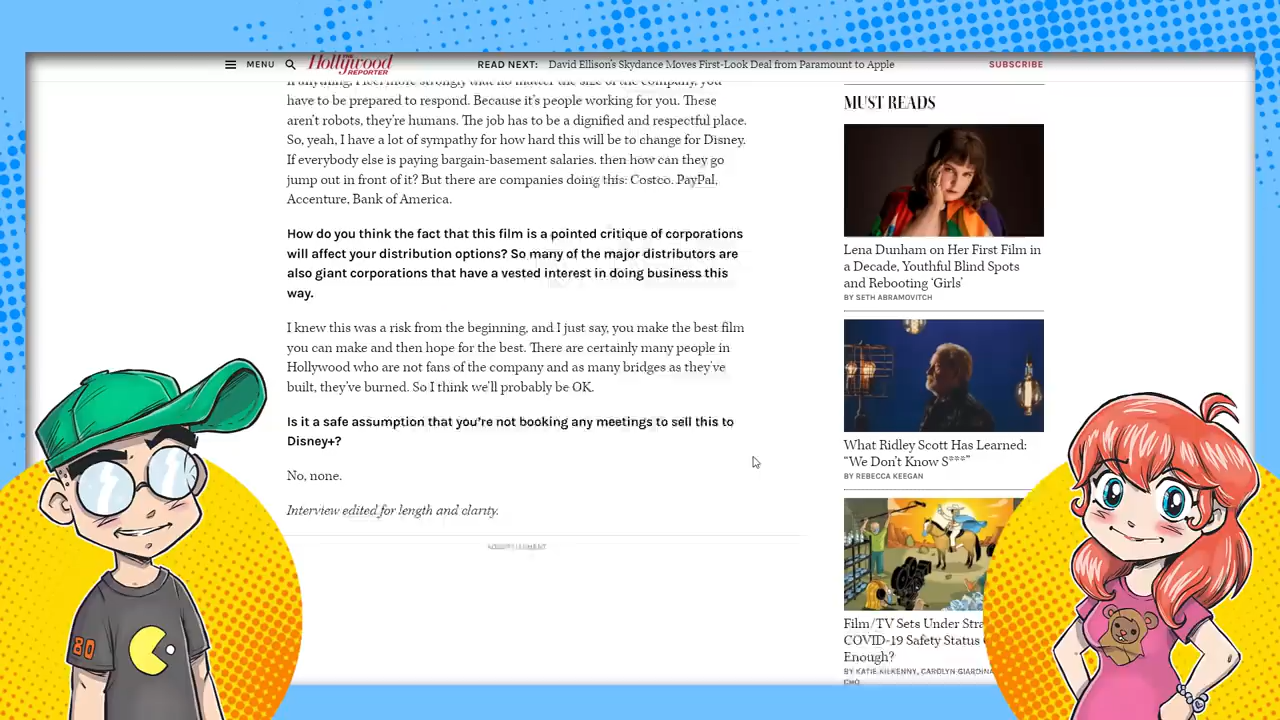 MENU
The Hollywood
REPORTER
READ NEXT: David Ellison's Skydance Moves First-Look Deal from Paramount to Apple
SUBSCRIBE
If anything, I feel more strongly that no matter the size of the company, you
have to be prepared to respond. Because it's people working for you. These
aren't robots, they're humans. The job has to be a dignified and respectful place.
So, yeah, I have a lot of sympathy for how hard this will be to change for Disney.
If everybody else is paying bargain-basement salaries, then how can they go
jump out in front of it? But there are companies doing this: Costco, PayPal,
Accenture, Bank of America.
How do you think the fact that this film is a pointed critique of corporations
will affect your distribution options? So many of the major distributors are
also giant corporations that have a vested interest in doing business this
way.
I knew this was a risk from the beginning, and I just say, you make the best film
you can make and then hope for the best. There are certainly many people in
Hollywood who are not fans of the company and as many bridges as they've
built, they've burned. So I think we'll probably be OK.
Is it a safe assumption that you're not booking any meetings to sell this to
Disney+?
No, none.
Interview edited for length and clarity.
ADVERTISEMENT
MUST READS
Lena Dunham on Her First Film in
a Decade, Youthful Blind Spots
and Rebooting 'Girls'
BY SETH ABRAMOVITCH
What Ridley Scott Has Learned:
“We Don't Know S***”
BY REBECCA KEEGAN
Film/TV Sets Under Stra
COVID-19 Safety Status
Enough?
BY KATIE KILKENNY, CAROLYN GIARDINA
CHO
80